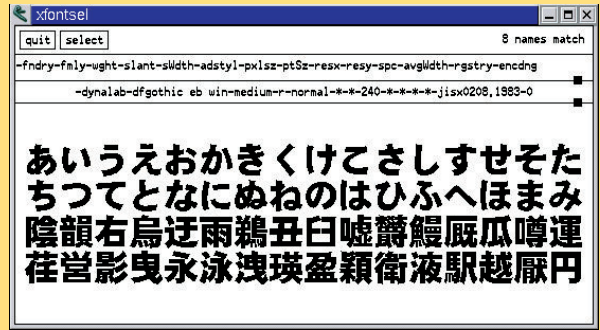 xfontsel
quit select 8 names match
-fndry-fmly-wght-slant-sWdth-adstyl-pxlsz-ptSz-resx-resy-spc-avgWdth-rgstry-encdng
-dynalab-dfgothic eb win-medium-r-normal-*-*-240-*-*-*-*-jisx0208.1983-0
あいうえおかきくけこさしすせそた
ちつてとなにぬねのはひふへほまみ
陰韻右烏迂雨鵜丑臼嘘欝鰻厩瓜噂運
荏営影曳永泳洩瑛盈穎衛液駅越厭円